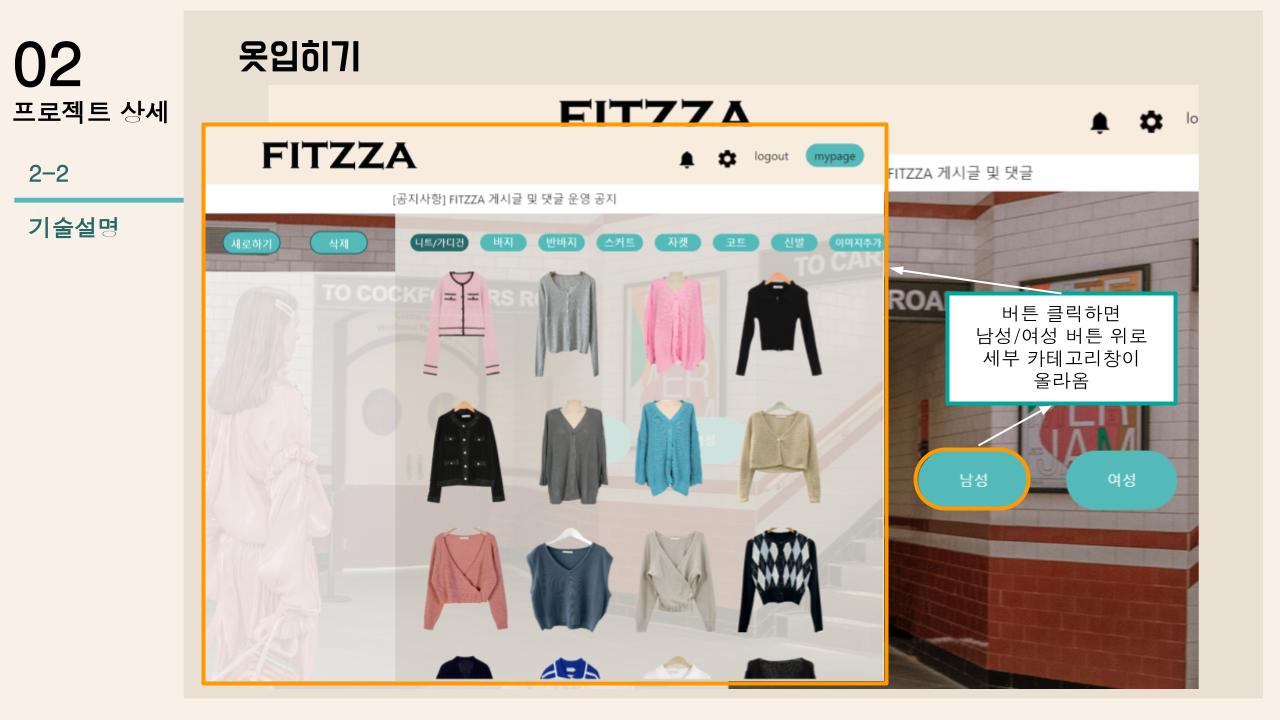 02
프로젝트 상세
2-2
기술설명
옷입히기
FITZZA
lo
FITZZA 게시글 및 댓글
FITZZA
logout
mypage
[공지사항] FITZZA 게시글 및 댓글 운영 공지
새로하기
삭제
니트/가디건
바지
반바지
스커트
자켓
코트
신발
이미지추가
TO COCKFO
RS RO
TO CAR
ROA
버튼 클릭하면
남성/여성 버튼 위로
세부 카테고리창이
올라옴
남성
여성